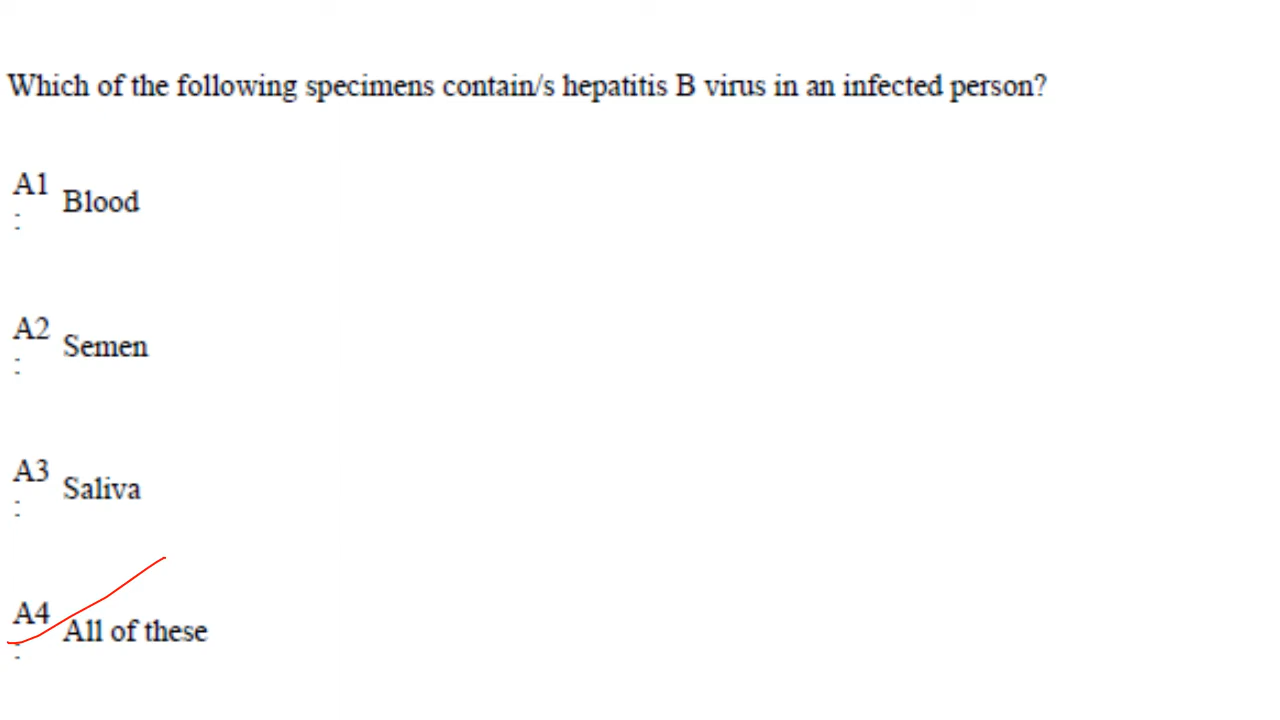 Which of the following specimens contain/s hepatitis B virus in an infected person?
A1
: Blood
A2
: Semen
A3
: Saliva
A4
: All of these